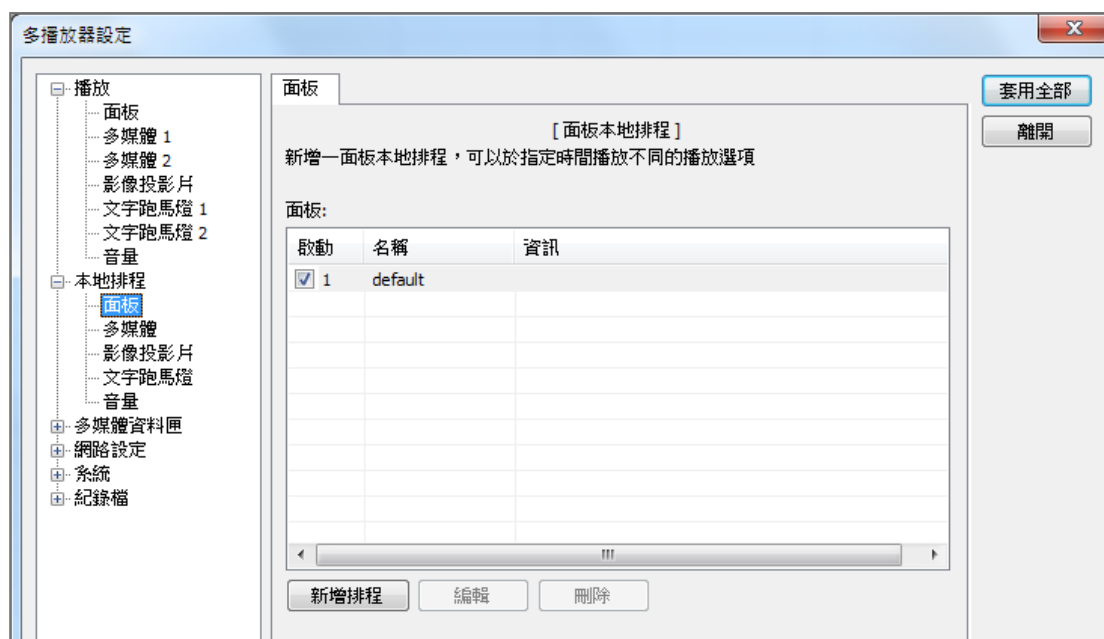 多播放器設定
播放
面板
多媒體 1
多媒體 2
影像投影片
文字跑馬燈 1
文字跑馬燈 2
音量
本地排程
面板
多媒體
影像投影片
文字跑馬燈
音量
多媒體資料匣
網路設定
系統
紀錄檔
面板
[ 面板本地排程 ]
新增一面板本地排程，可以於指定時間播放不同的播放選項
面板:
啟動 名稱 資訊
1 default
新增排程 編輯 刪除
套用全部
離開